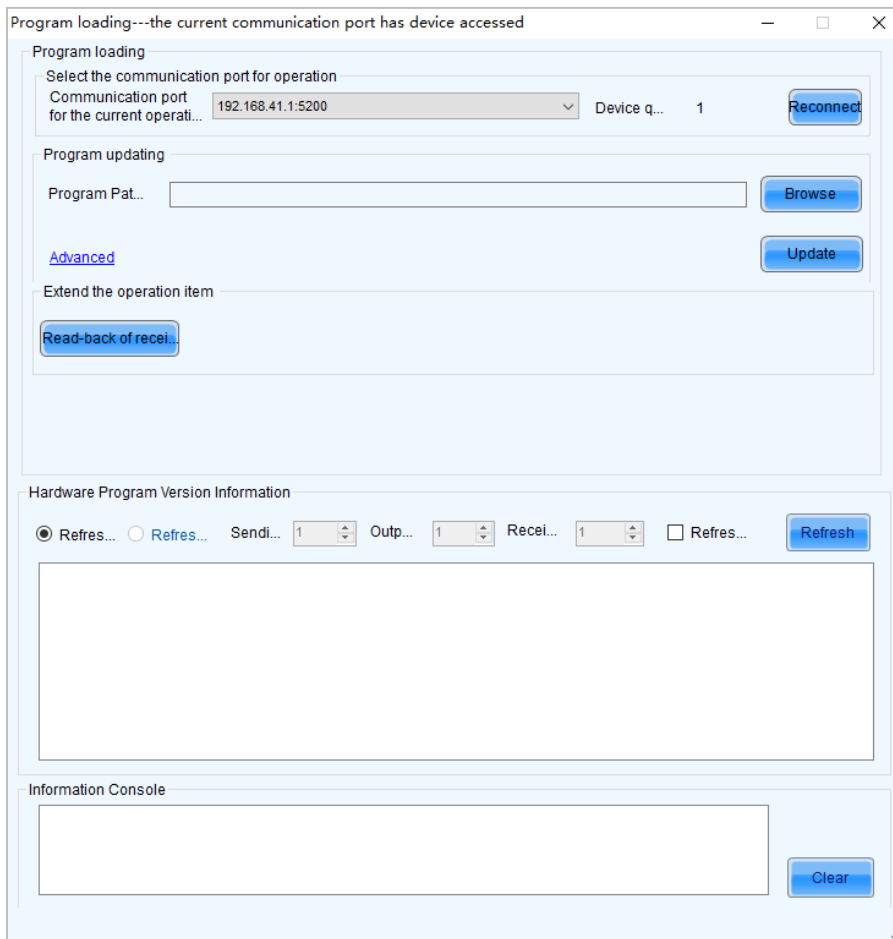 Program loading---the current communication port has device accessed
Program loading
Select the communication port for operation
Communication port
for the current operati...
192.168.41.1:5200
Device q...
1
Reconnect
Program updating
Program Pat...
Browse
Advanced
Update
Extend the operation item
Read-back of recei...
Hardware Program Version Information
Refres...
Refres...
Sendi...
1
Outp...
1
Recei...
1
Refres...
Refresh
Information Console
Clear